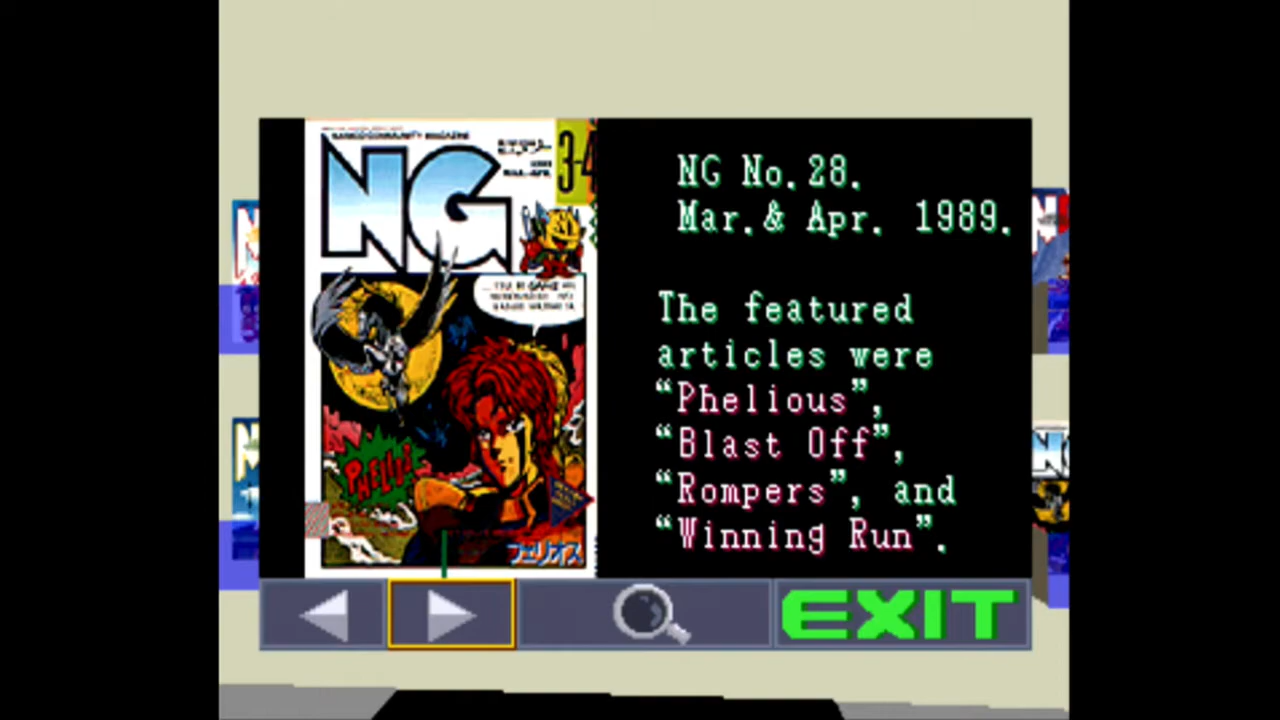 NG
3-4
PHELIOS
フェリオス
NG No.28.
Mar.& Apr. 1989.
The featured
articles were
“Phelious”,
“Blast Off”,
“Rompers”, and
“Winning Run”.
EXIT